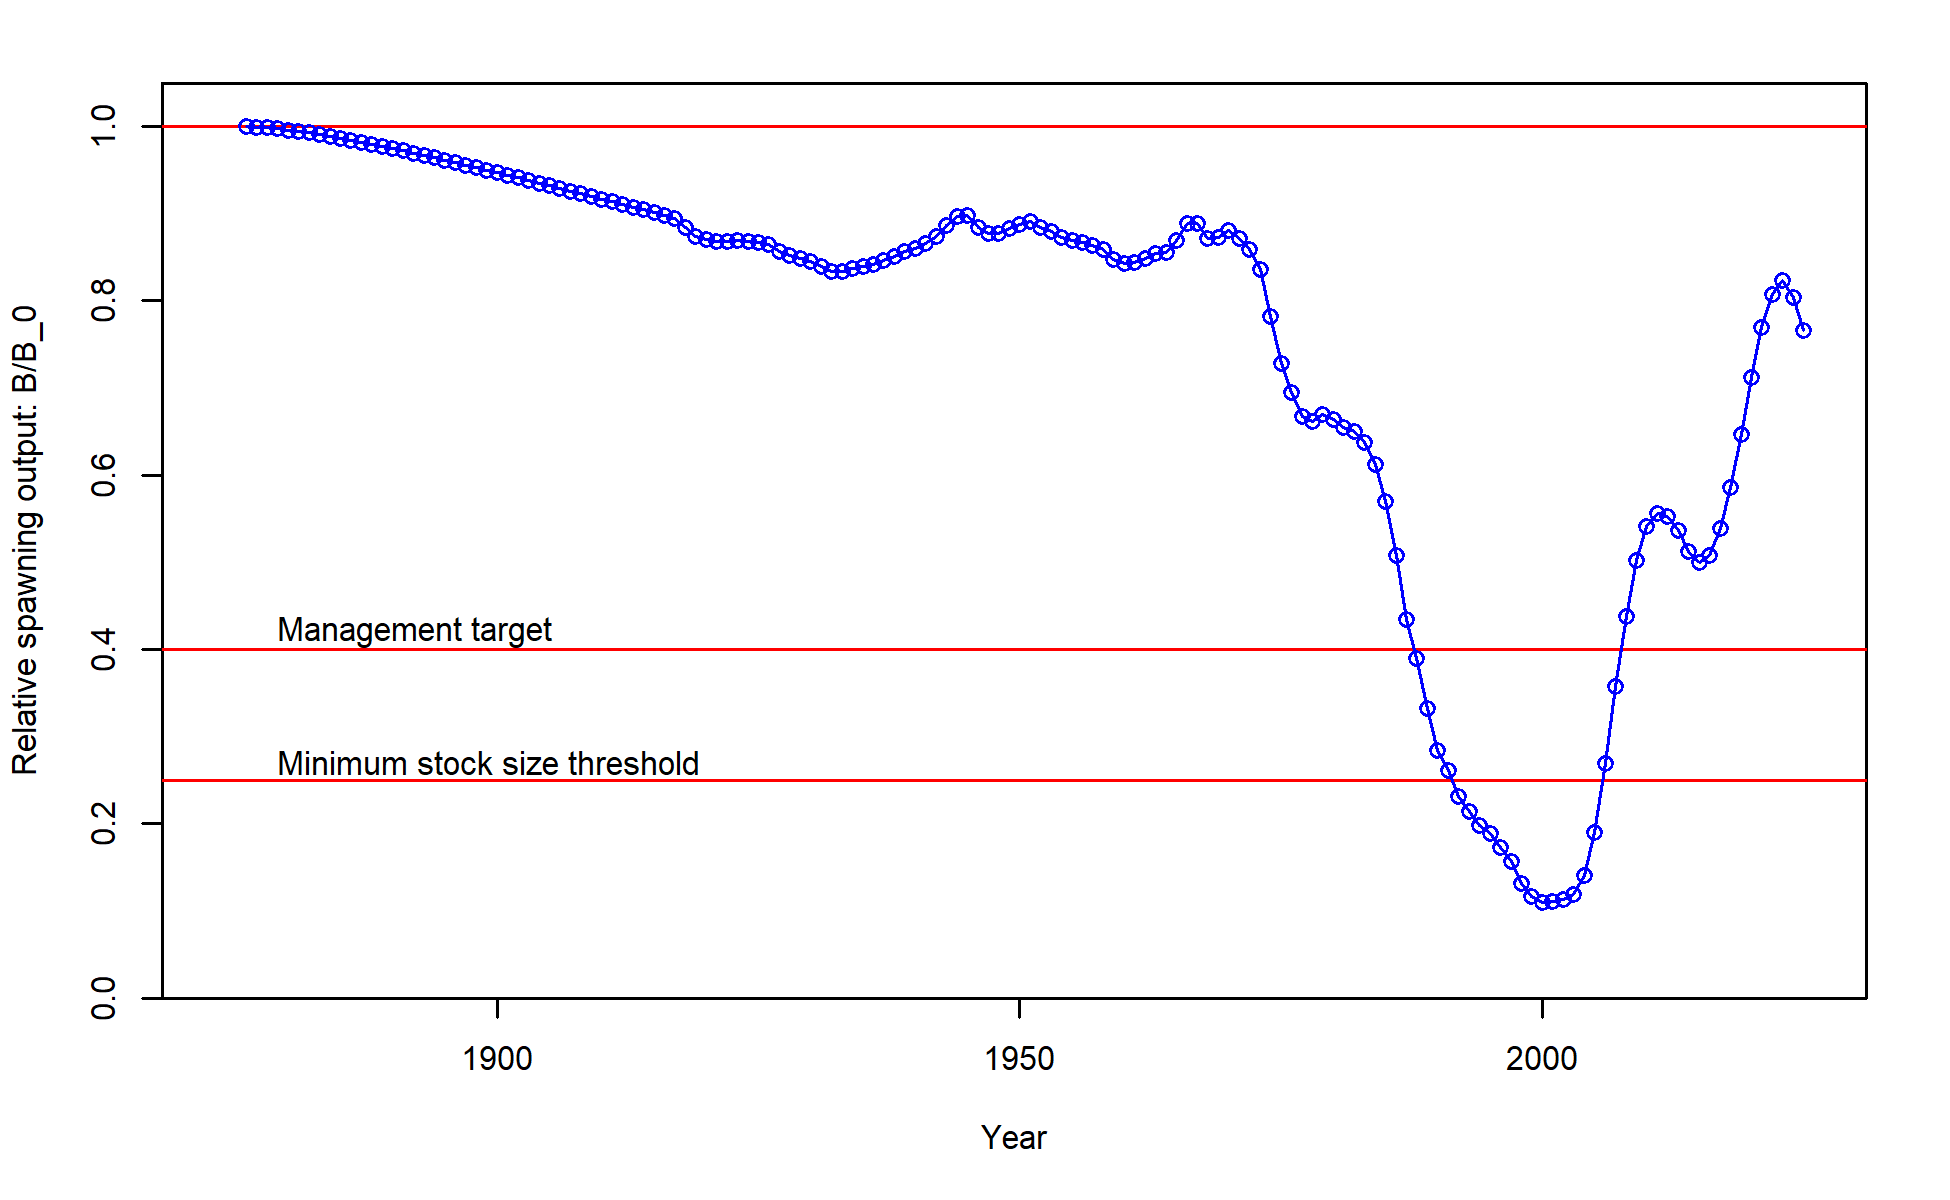 Relative spawning output: B/B_0
1.0
0.8
0.6
0.4
0.2
0.0
Management target
Minimum stock size threshold
1900 1950 2000
Year